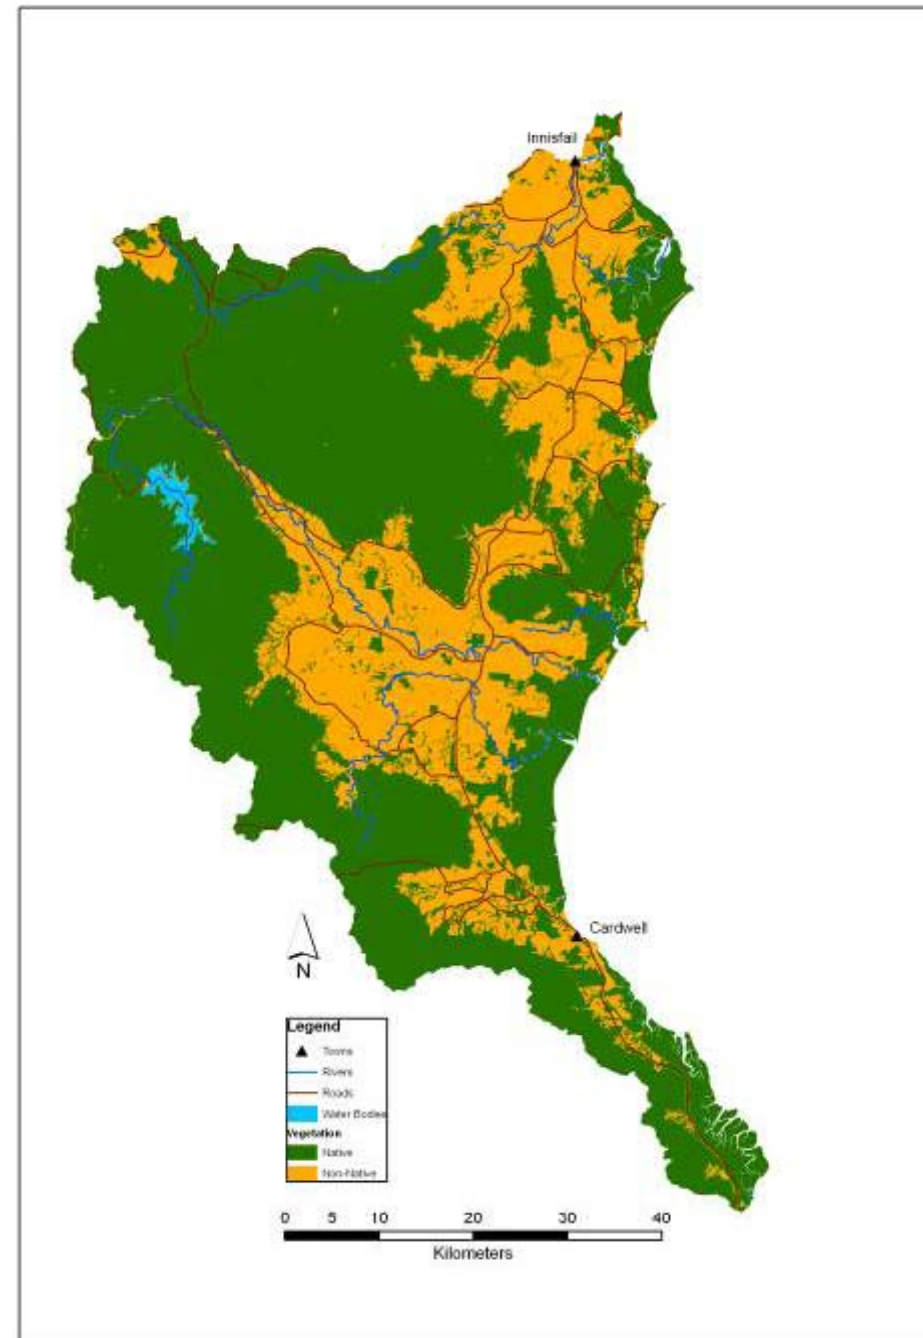 Innisfail
Cardwell
N
Legend
Towns
Rivers
Roads
Water Bodies
Vegetation
Native
Non-Native
0 5 10 20 30 40
Kilometers